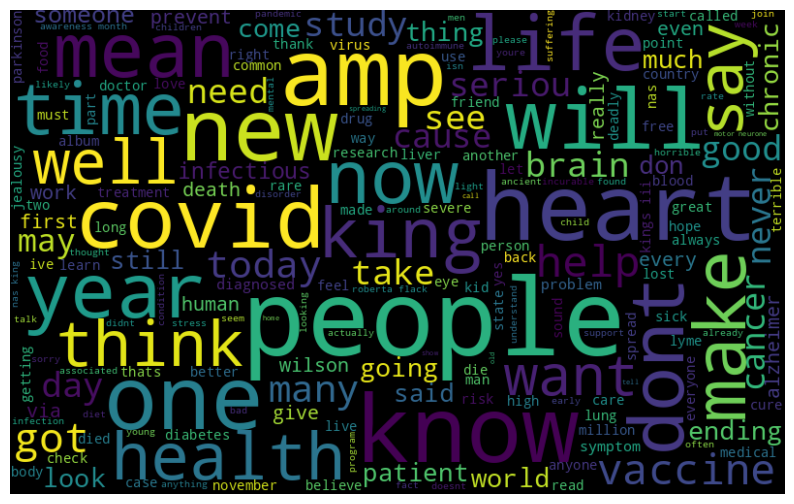 someone
prevent
awareness month
children
pandemic
virus
men
autoimmune
study
come
thing
life
suffering
please
youre
kidney
even
called
start
week
join
parkinson
food
mean
right
thank
amp
isn
use
seriou
much
point
country
say
chronic
likely
doctor
common
love
need
mental
spreading
friend
see
will
really
deadly
nas
without
rate
time
must
part
new
drug
cause
way
free
put
motor neurone
jealousy
album
well
infectious
research
liver
another
brain
don
horrible
good
work
treatment
death
rare
now
let
ancient
incurable
found
blood
two
disorder
light
call
heart
kings iii
never
terrible
first
covid
made
around
severe
child
great
may
long
king
person
hope
always
ive
learn
still
today
take
back
help
every
lost
nas king
thought
diagnosed
feel
eye
kid
yes
problem
year
human
roberta flack
state
understand
sound
make
sick
already
talk
condition
didnt
stress
seem
home
looking
actually
people
support
dont
spread
lyme
cancer
alzheimer
sorry
think
wilson
going
die
man
want
old
everyone
cure
getting
associated
thats
better
day
one
many
said
risk
high
care
early
tell
via
diet
bad
give
know
lung
million
ending
infection
got
died
young
diabetes
live
program
symptom
anyone
often
medical
body
check
look
case
anything
health
november
believe
patient
fact
doesnt
world
read
vaccine